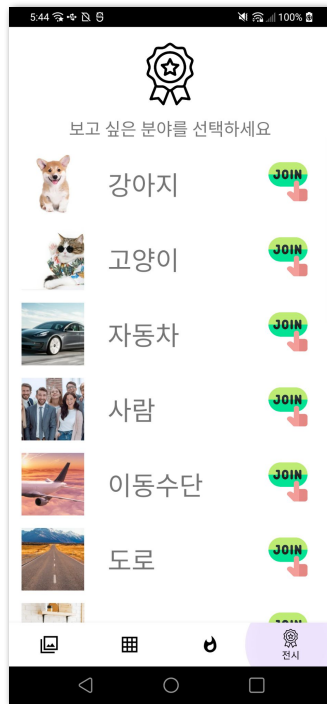 5:44 100%
보고 싶은 분야를 선택하세요
강아지 JOIN
고양이 JOIN
자동차 JOIN
사람 JOIN
이동수단 JOIN
도로 JOIN
JOIN
전시